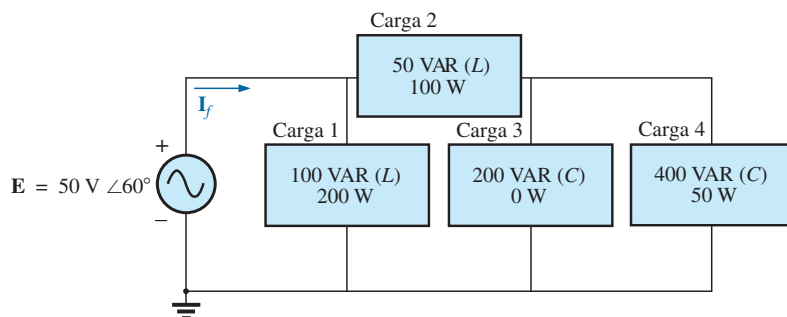 Carga 2
50 VAR (L)
100 W
I_f
Carga 1
Carga 3
Carga 4
+
E = 50 V ∠60°
–
100 VAR (L)
200 W
200 VAR (C)
0 W
400 VAR (C)
50 W